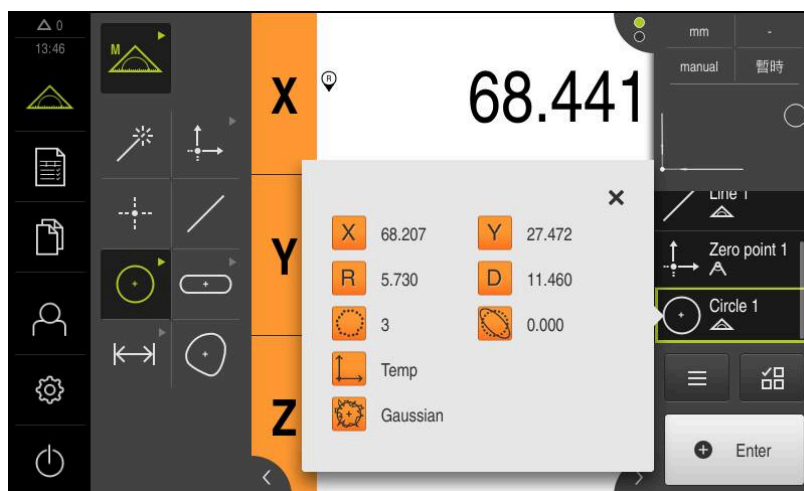 0
13:46
M
X
R
68.441
mm
-
manual
暫時
Line 1
Zero point 1
Circle 1
Y
Z
X
68.207
Y
27.472
R
5.730
D
11.460
3
0.000
Temp
Gaussian
Enter